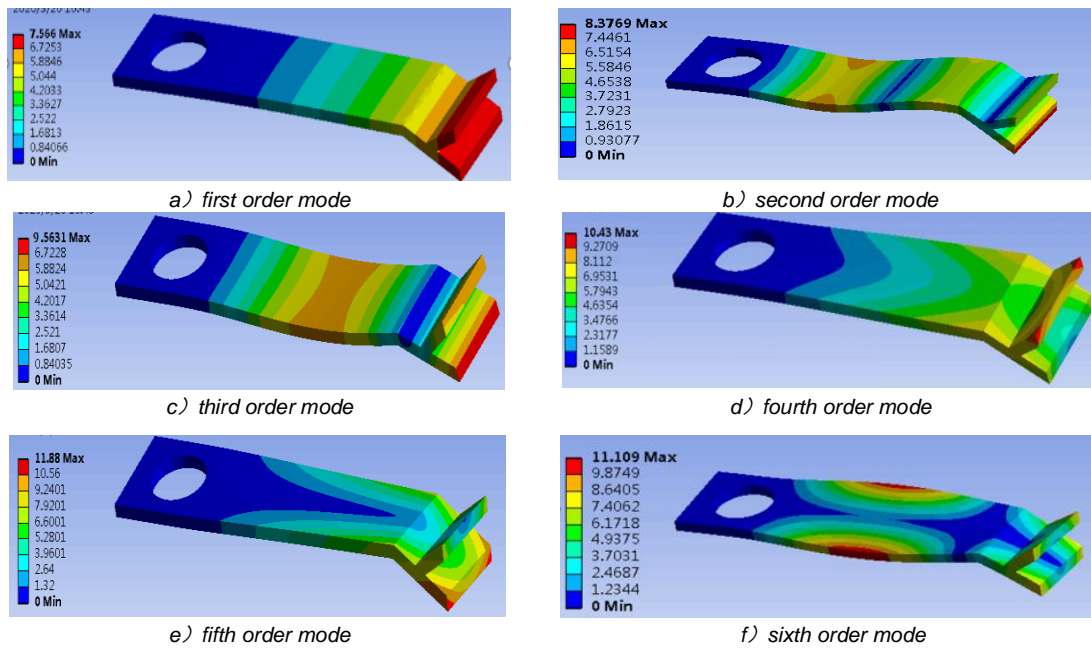 7.566 Max
6.7253
5.8846
5.044
4.2033
3.3627
2.522
1.6813
0.84066
0 Min
a）first order mode
8.3769 Max
7.4461
6.5154
5.5846
4.6538
3.7231
2.7923
1.8615
0.93077
0 Min
b）second order mode
9.5631 Max
6.7228
5.8824
5.0421
4.2017
3.3614
2.521
1.6807
0.84035
0 Min
c）third order mode
10.43 Max
9.2709
8.112
6.9531
5.7943
4.6354
3.4766
2.3177
1.1589
0 Min
d）fourth order mode
11.88 Max
10.56
9.2401
7.9201
6.6001
5.2801
3.9601
2.64
1.32
0 Min
e）fifth order mode
11.109 Max
9.8749
8.6405
7.4062
6.1718
4.9375
3.7031
2.4687
1.2344
0 Min
f）sixth order mode